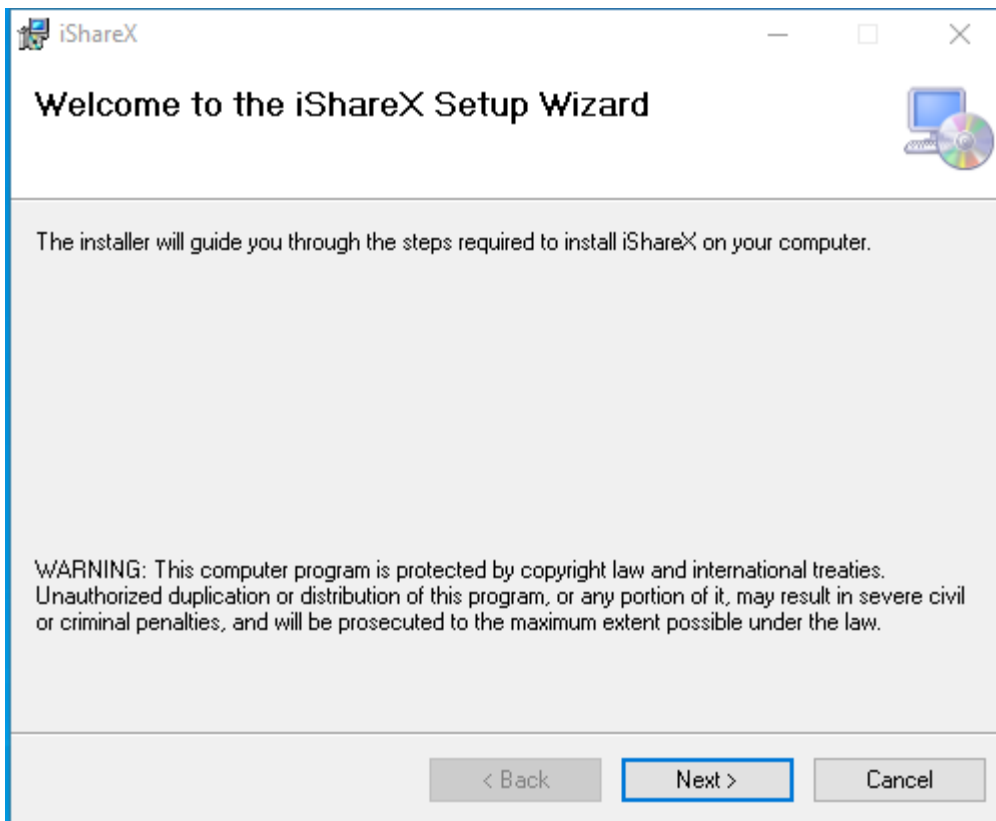 iShareX
Welcome to the iShareX Setup Wizard
The installer will guide you through the steps required to install iShareX on your computer.
WARNING: This computer program is protected by copyright law and international treaties.
Unauthorized duplication or distribution of this program, or any portion of it, may result in severe civil
or criminal penalties, and will be prosecuted to the maximum extent possible under the law.
< Back Next > Cancel